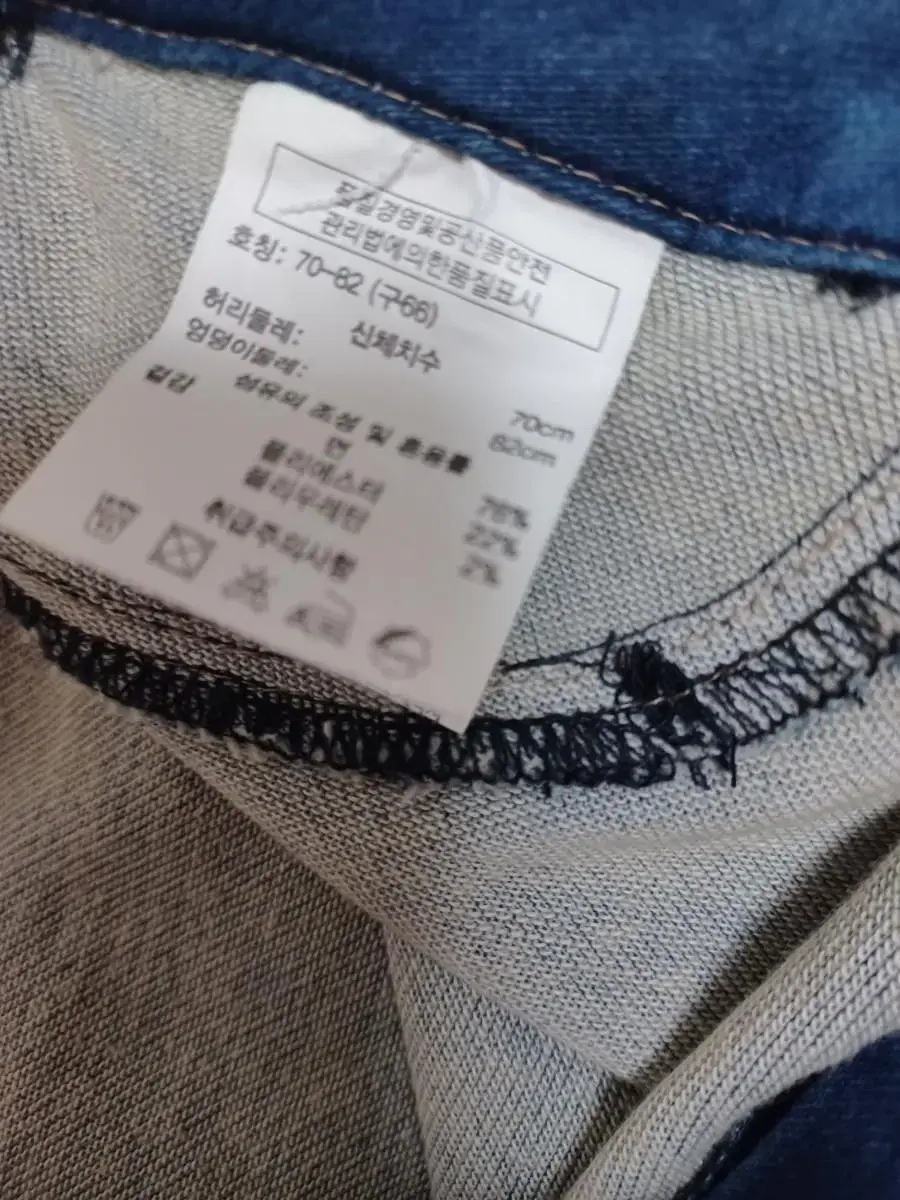 품질경영및공산품안전
관리법에의한품질표시
호칭: 70-82 (구66)
신체치수
허리둘레: 70cm
엉덩이둘레: 82cm
섬유의 조성 및 혼용률
겉감 면 76%
폴리에스터 22%
폴리우레탄 2%
취급주의사항